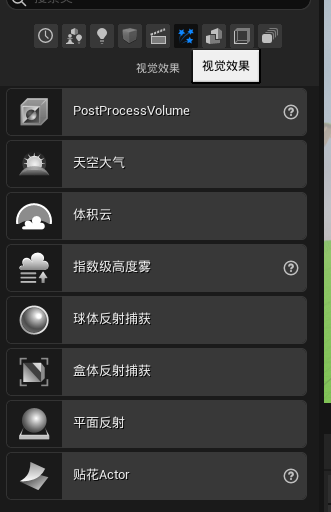 搜索类
视觉效果
视觉效果
PostProcessVolume
天空大气
体积云
指数级高度雾
球体反射捕获
盒体反射捕获
平面反射
贴花Actor